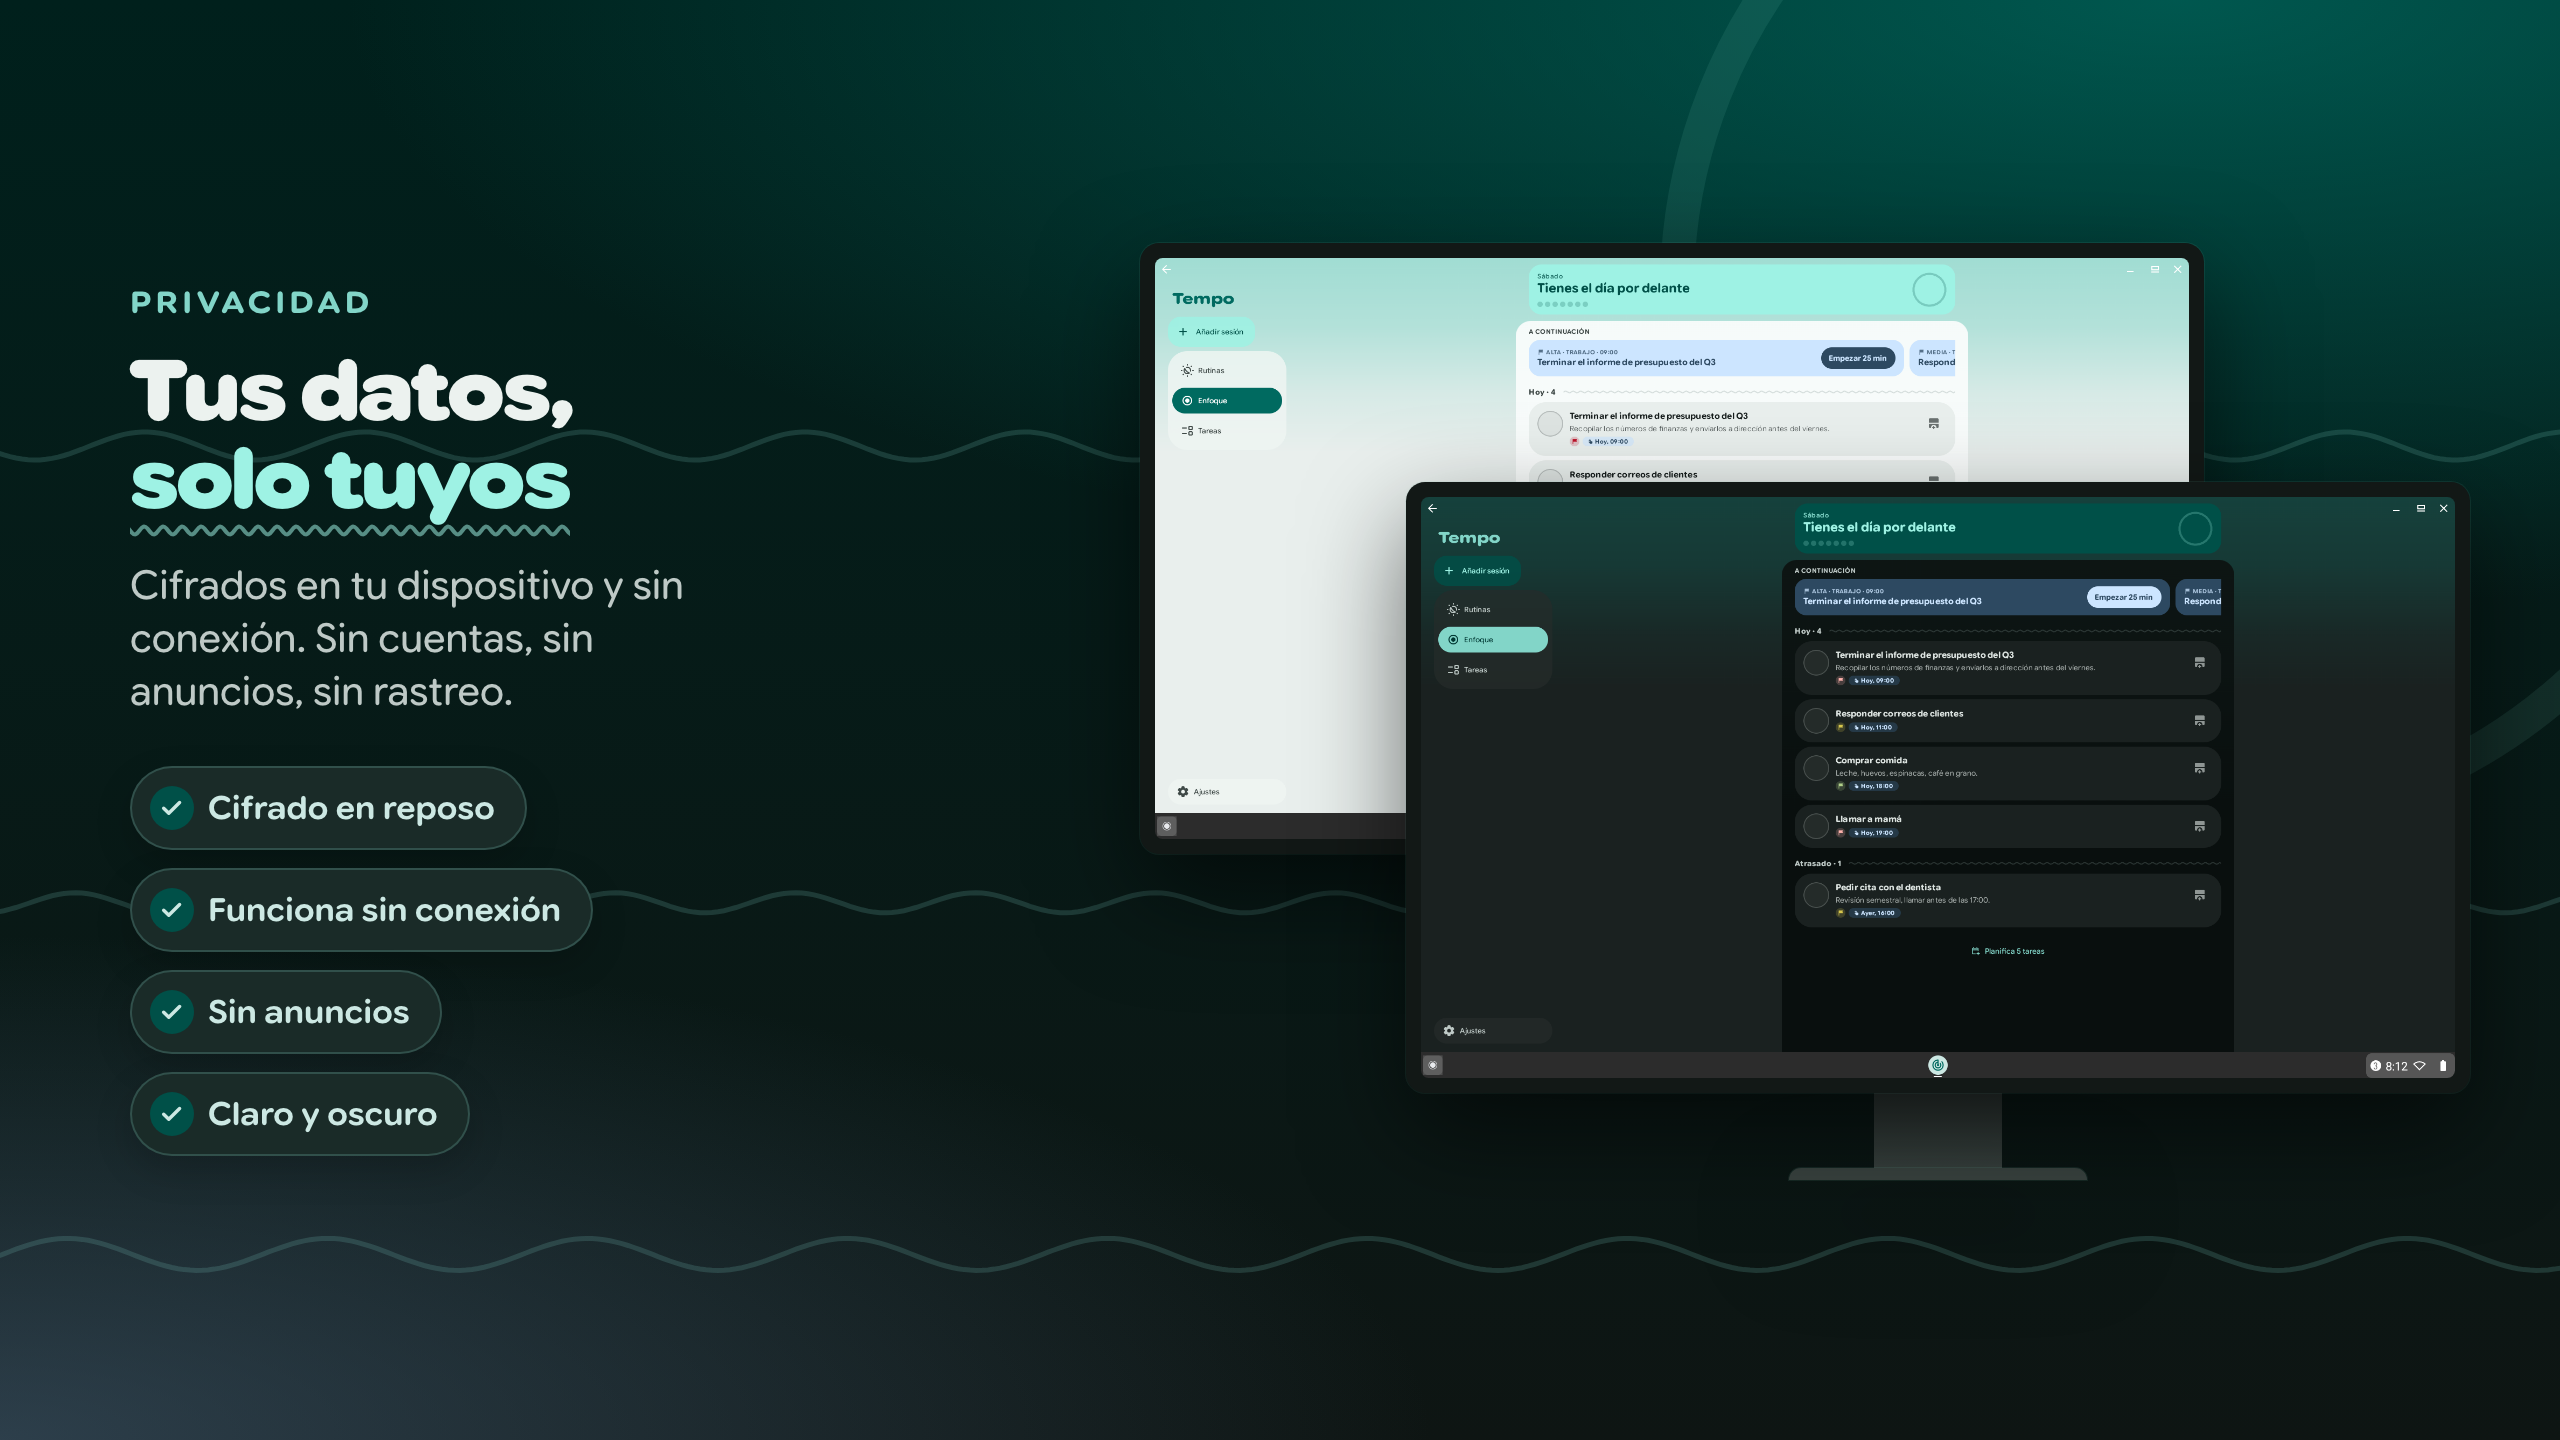 PRIVACIDAD
Tus datos,
solo tuyos
Cifrados en tu dispositivo y sin
conexión. Sin cuentas, sin
anuncios, sin rastreo.
Cifrado en reposo
Funciona sin conexión
Sin anuncios
Claro y oscuro
Tempo
Añadir sesión
Rutinas
Enfoque
Tareas
Ajustes
Sábado
Tienes el día por delante
A CONTINUACIÓN
ALTA · TRABAJO · 09:00
Terminar el informe de presupuesto del Q3
Empezar 25 min
MEDIA · T
Respond
Hoy · 4
Terminar el informe de presupuesto del Q3
Recopilar los números de finanzas y enviarlos a dirección antes del viernes.
Hoy, 09:00
Responder correos de clientes
Tempo
Añadir sesión
Rutinas
Enfoque
Tareas
Ajustes
Sábado
Tienes el día por delante
A CONTINUACIÓN
ALTA · TRABAJO · 09:00
Terminar el informe de presupuesto del Q3
Empezar 25 min
MEDIA · T
Respond
Hoy · 4
Terminar el informe de presupuesto del Q3
Recopilar los números de finanzas y enviarlos a dirección antes del viernes.
Hoy, 09:00
Responder correos de clientes
Hoy, 11:00
Comprar comida
Leche, huevos, espinacas, café en grano.
Hoy, 18:00
Llamar a mamá
Hoy, 19:00
Atrasado · 1
Pedir cita con el dentista
Revisión semestral, llamar antes de las 17:00.
Ayer, 16:00
Planifica 5 tareas
8:12